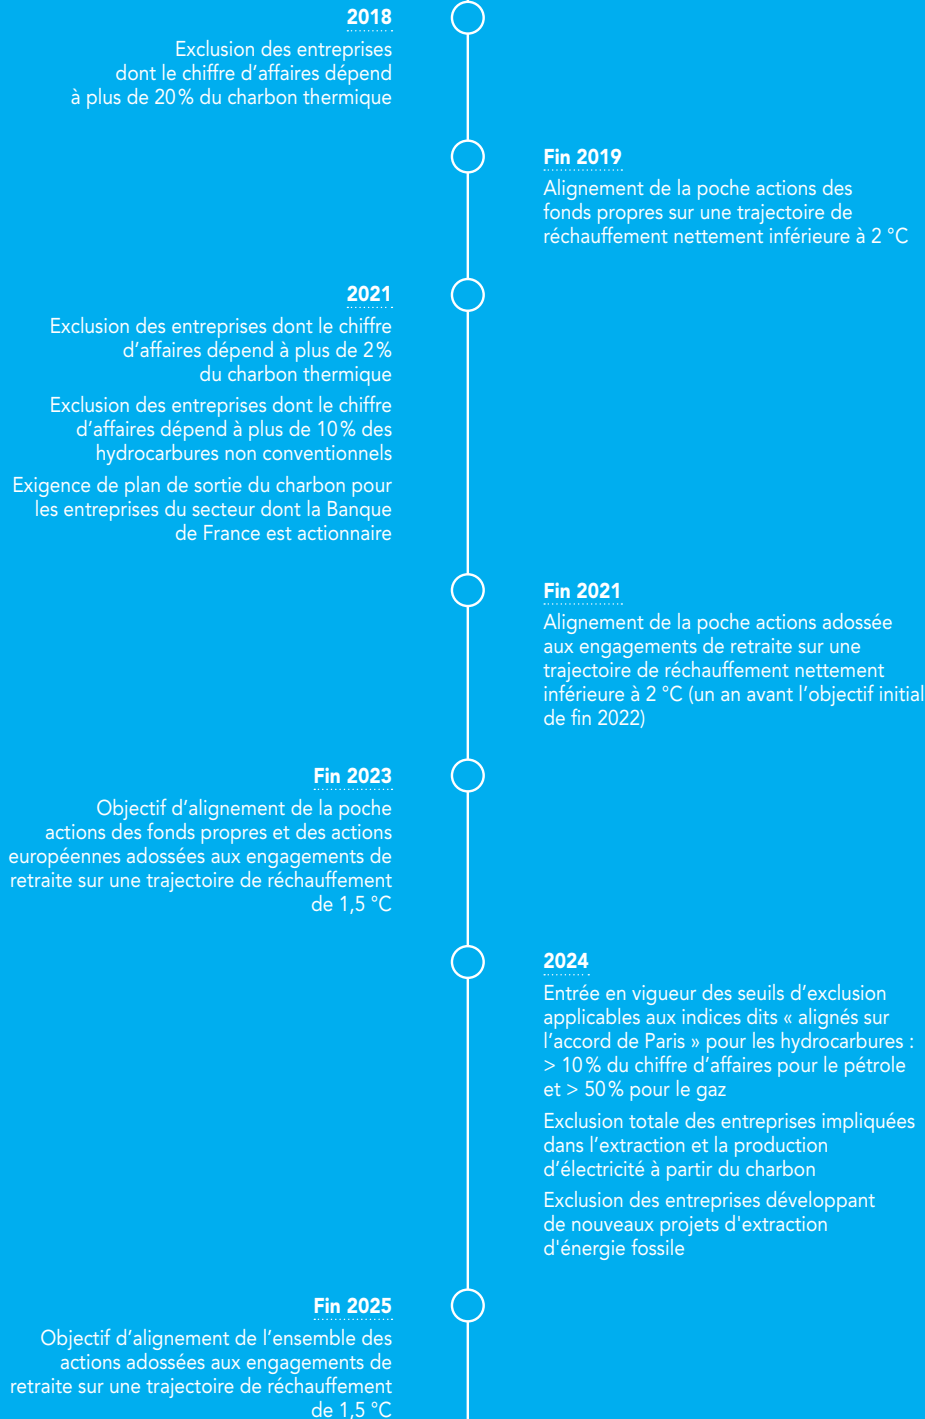 2018
Exclusion des entreprises
dont le chiffre d’affaires dépend
à plus de 20 % du charbon thermique
Fin 2019
Alignement de la poche actions des
fonds propres sur une trajectoire de
réchauffement nettement inférieure à 2 °C
2021
Exclusion des entreprises dont le chiffre
d’affaires dépend à plus de 2 %
du charbon thermique
Exclusion des entreprises dont le chiffre
d’affaires dépend à plus de 10 % des
hydrocarbures non conventionnels
Exigence de plan de sortie du charbon pour
les entreprises du secteur dont la Banque
de France est actionnaire
Fin 2021
Alignement de la poche actions adossée
aux engagements de retraite sur une
trajectoire de réchauffement nettement
inférieure à 2 °C (un an avant l’objectif initial
de fin 2022)
Fin 2023
Objectif d’alignement de la poche
actions des fonds propres et des actions
européennes adossées aux engagements de
retraite sur une trajectoire de réchauffement
de 1,5 °C
2024
Entrée en vigueur des seuils d’exclusion
applicables aux indices dits « alignés sur
l’accord de Paris » pour les hydrocarbures :
> 10 % du chiffre d’affaires pour le pétrole
et > 50 % pour le gaz
Exclusion totale des entreprises impliquées
dans l’extraction et la production
d’électricité à partir du charbon
Exclusion des entreprises développant
de nouveaux projets d'extraction
d'énergie fossile
Fin 2025
Objectif d’alignement de l’ensemble des
actions adossées aux engagements de
retraite sur une trajectoire de réchauffement
de 1,5 °C